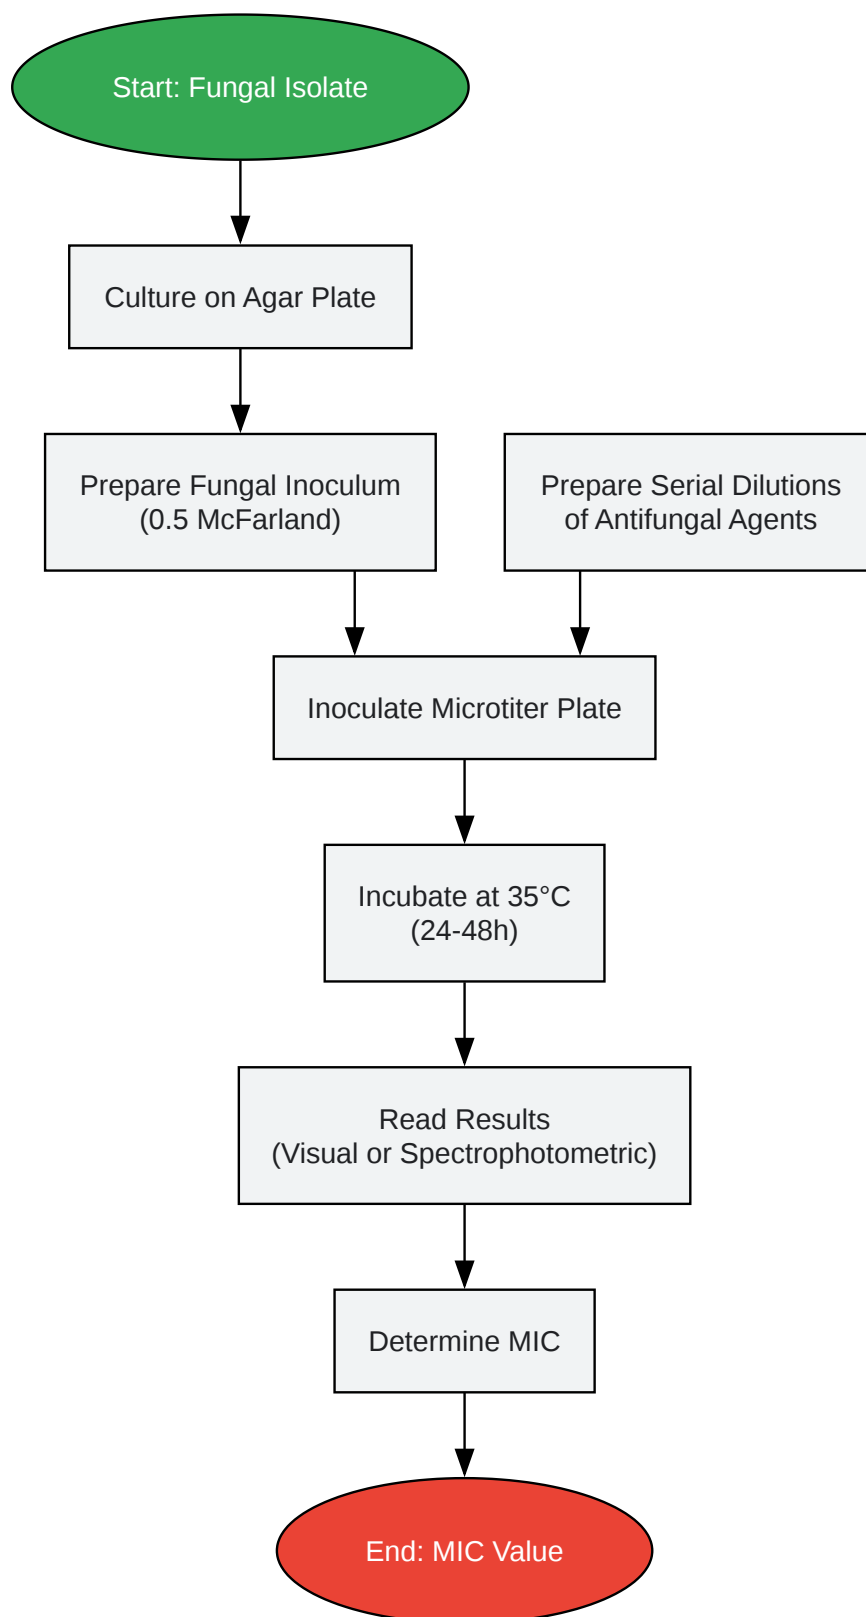 Start: Fungal Isolate
Culture on Agar Plate
Prepare Fungal Inoculum
(0.5 McFarland)
Prepare Serial Dilutions
of Antifungal Agents
Inoculate Microtiter Plate
Incubate at 35°C
(24-48h)
Read Results
(Visual or Spectrophotometric)
Determine MIC
End: MIC Value